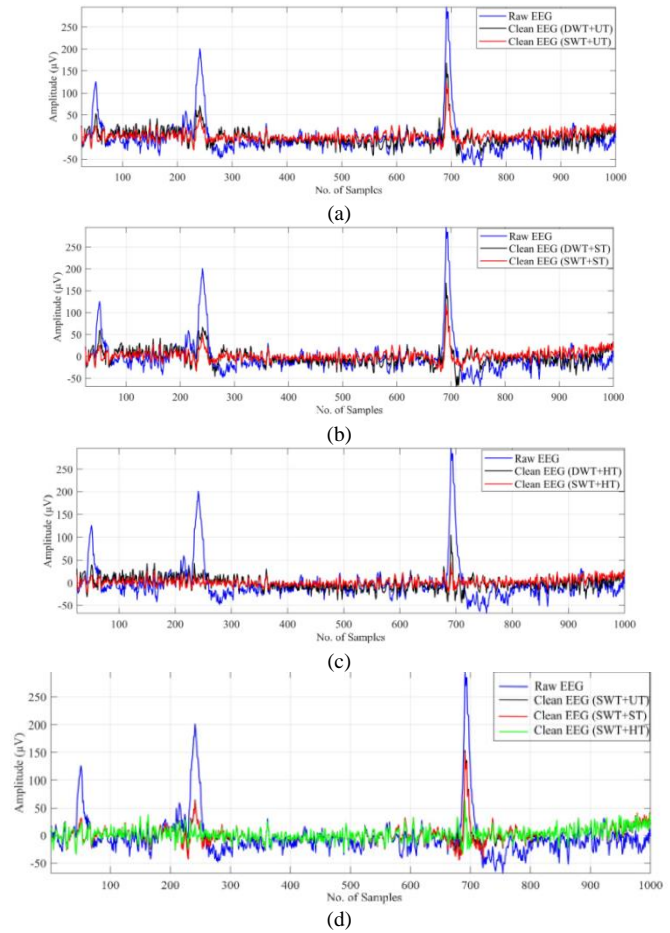 250
200
150
100
50
0
-50
Amplitude (µV)
Raw EEG
Clean EEG (DWT+UT)
Clean EEG (SWT+UT)
100 200 300 400 500 600 700 800 900 1000
No. of Samples
(a)
250
200
150
100
50
0
-50
Amplitude (µV)
Raw EEG
Clean EEG (DWT+ST)
Clean EEG (SWT+ST)
100 200 300 400 500 600 700 800 900 1000
No. of Samples
(b)
250
200
150
100
50
0
-50
Amplitude (µV)
Raw EEG
Clean EEG (DWT+HT)
Clean EEG (SWT+HT)
100 200 300 400 500 600 700 800 900 1000
No. of Samples
(c)
250
200
150
100
50
0
-50
Amplitude (µV)
Raw EEG
Clean EEG (SWT+UT)
Clean EEG (SWT+ST)
Clean EEG (SWT+HT)
100 200 300 400 500 600 700 800 900 1000
No. of Samples
(d)